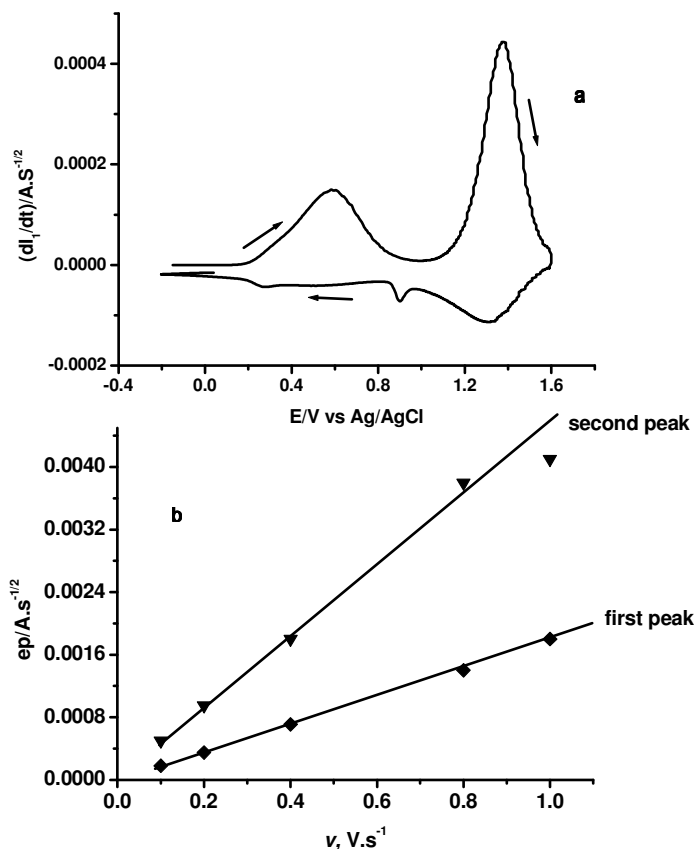 a
(dI₁/dt)/A.S⁻¹/²
0.0004
0.0002
0.0000
-0.0002
-0.4 0.0 0.4 0.8 1.2 1.6
E/V vs Ag/AgCl
b
second peak
first peak
ep/A.s⁻¹/²
0.0040
0.0032
0.0024
0.0016
0.0008
0.0000
0.0 0.2 0.4 0.6 0.8 1.0
v, V.s⁻¹